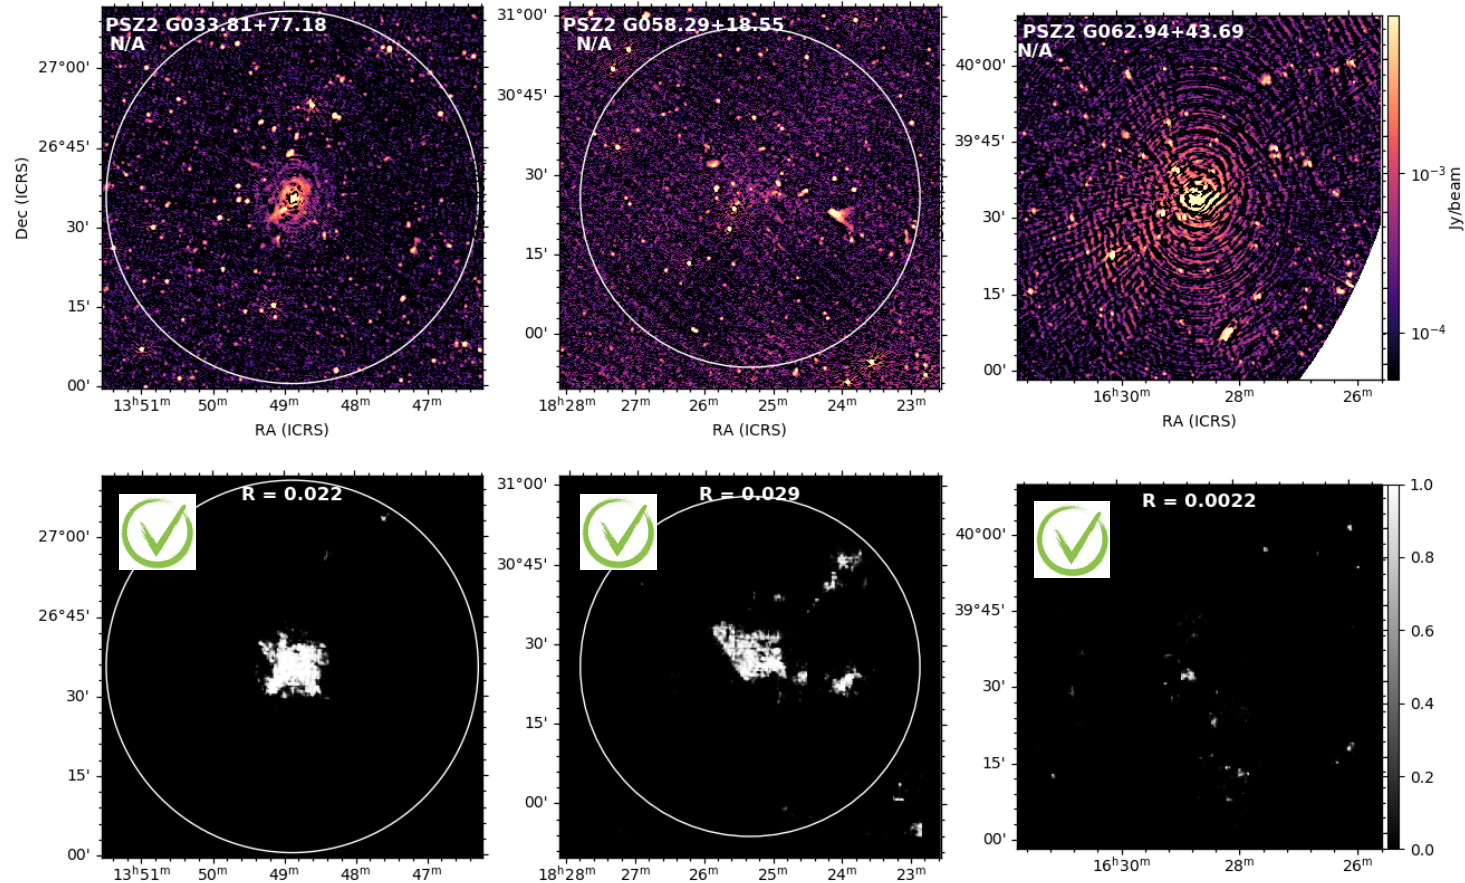 PSZ2 G033.81+77.18
N/A
27°00'
26°45'
30'
15'
00'
Dec (ICRS)
13h51m 50m 49m 48m 47m
RA (ICRS)
PSZ2 G058.29+18.55
N/A
31°00'
30°45'
30'
15'
00'
18h28m 27m 26m 25m 24m 23m
RA (ICRS)
PSZ2 G062.94+43.69
N/A
40°00'
39°45'
30'
15'
00'
16h30m 28m 26m
RA (ICRS)
10−3
10−4
Jy/beam
R = 0.022
27°00'
26°45'
30'
15'
00'
13h51m 50m 49m 48m 47m
R = 0.029
31°00'
30°45'
30'
15'
00'
18h28m 27m 26m 25m 24m 23m
R = 0.0022
40°00'
39°45'
30'
15'
00'
16h30m 28m 26m
1.0
0.8
0.6
0.4
0.2
0.0